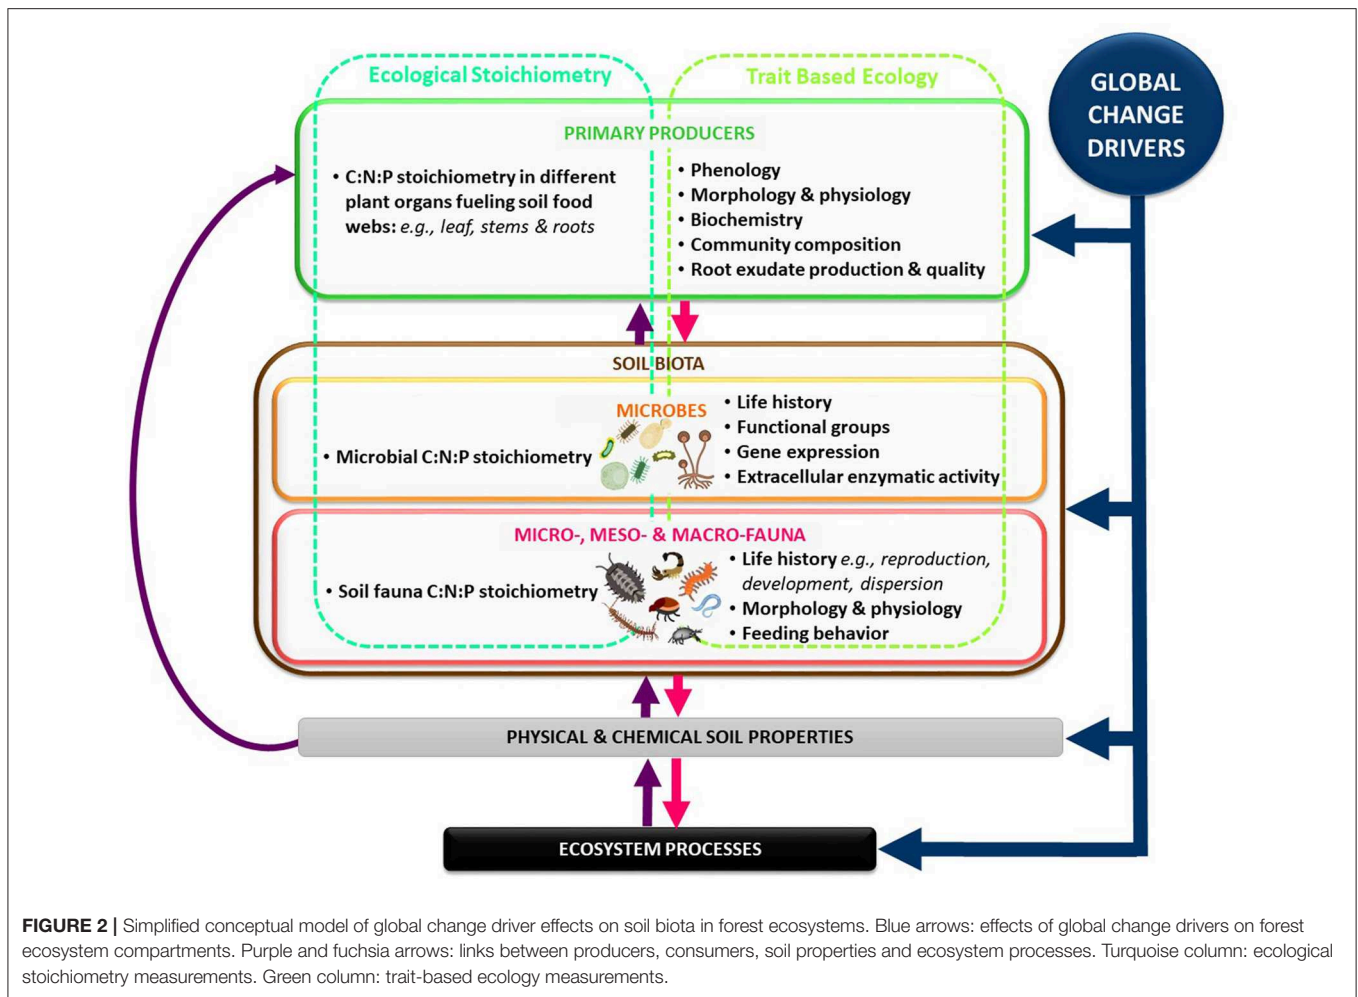 Ecological Stoichiometry
Trait Based Ecology
GLOBAL
CHANGE
DRIVERS
PRIMARY PRODUCERS
• C:N:P stoichiometry in different
plant organs fueling soil food
webs: e.g., leaf, stems & roots
• Phenology
• Morphology & physiology
• Biochemistry
• Community composition
• Root exudate production & quality
SOIL BIOTA
MICROBES
• Microbial C:N:P stoichiometry
• Life history
• Functional groups
• Gene expression
• Extracellular enzymatic activity
MICRO-, MESO- & MACRO-FAUNA
• Soil fauna C:N:P stoichiometry
• Life history e.g., reproduction,
development, dispersion
• Morphology & physiology
• Feeding behavior
PHYSICAL & CHEMICAL SOIL PROPERTIES
ECOSYSTEM PROCESSES
FIGURE 2 | Simplified conceptual model of global change driver effects on soil biota in forest ecosystems. Blue arrows: effects of global change drivers on forest
ecosystem compartments. Purple and fuchsia arrows: links between producers, consumers, soil properties and ecosystem processes. Turquoise column: ecological
stoichiometry measurements. Green column: trait-based ecology measurements.